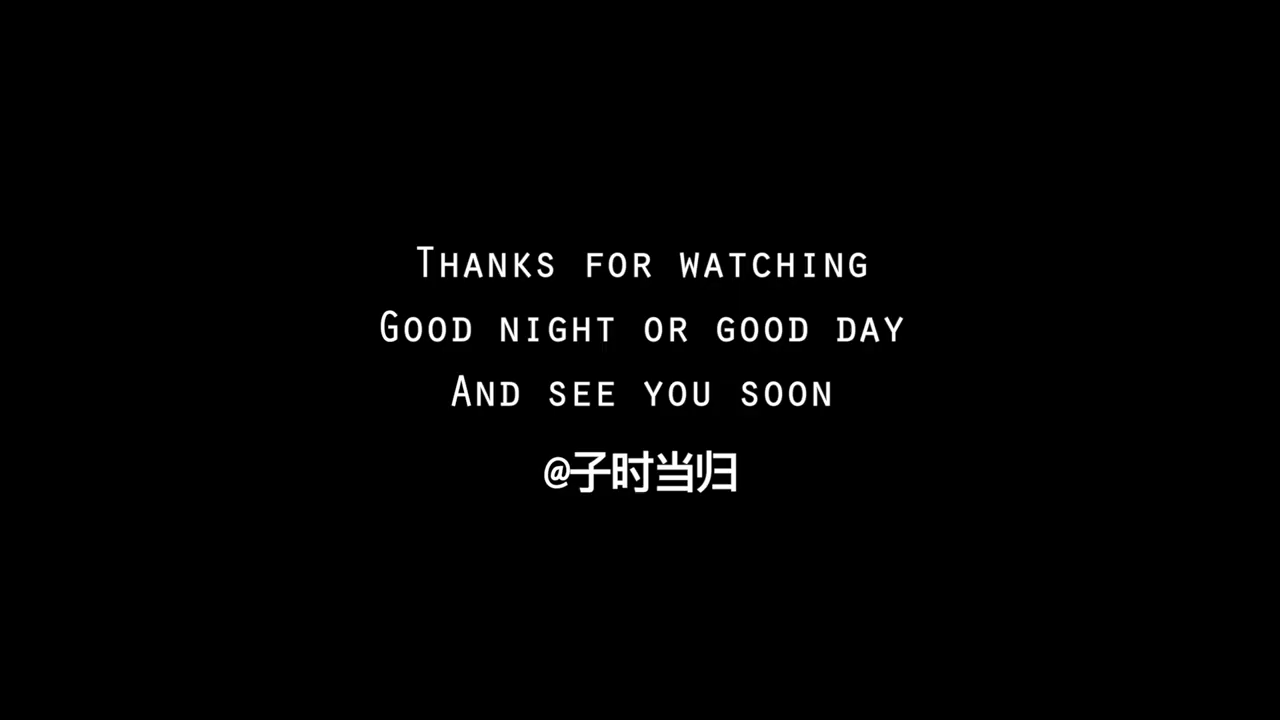 Thanks for watching
Good night or good day
And see you soon
@子时当归